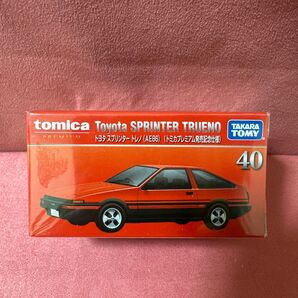 tomica
PREMIUM
Toyota SPRINTER TRUENO
トヨタ スプリンター トレノ(AE86) (トミカプレミアム発売記念仕様)
TAKARA
TOMY
40